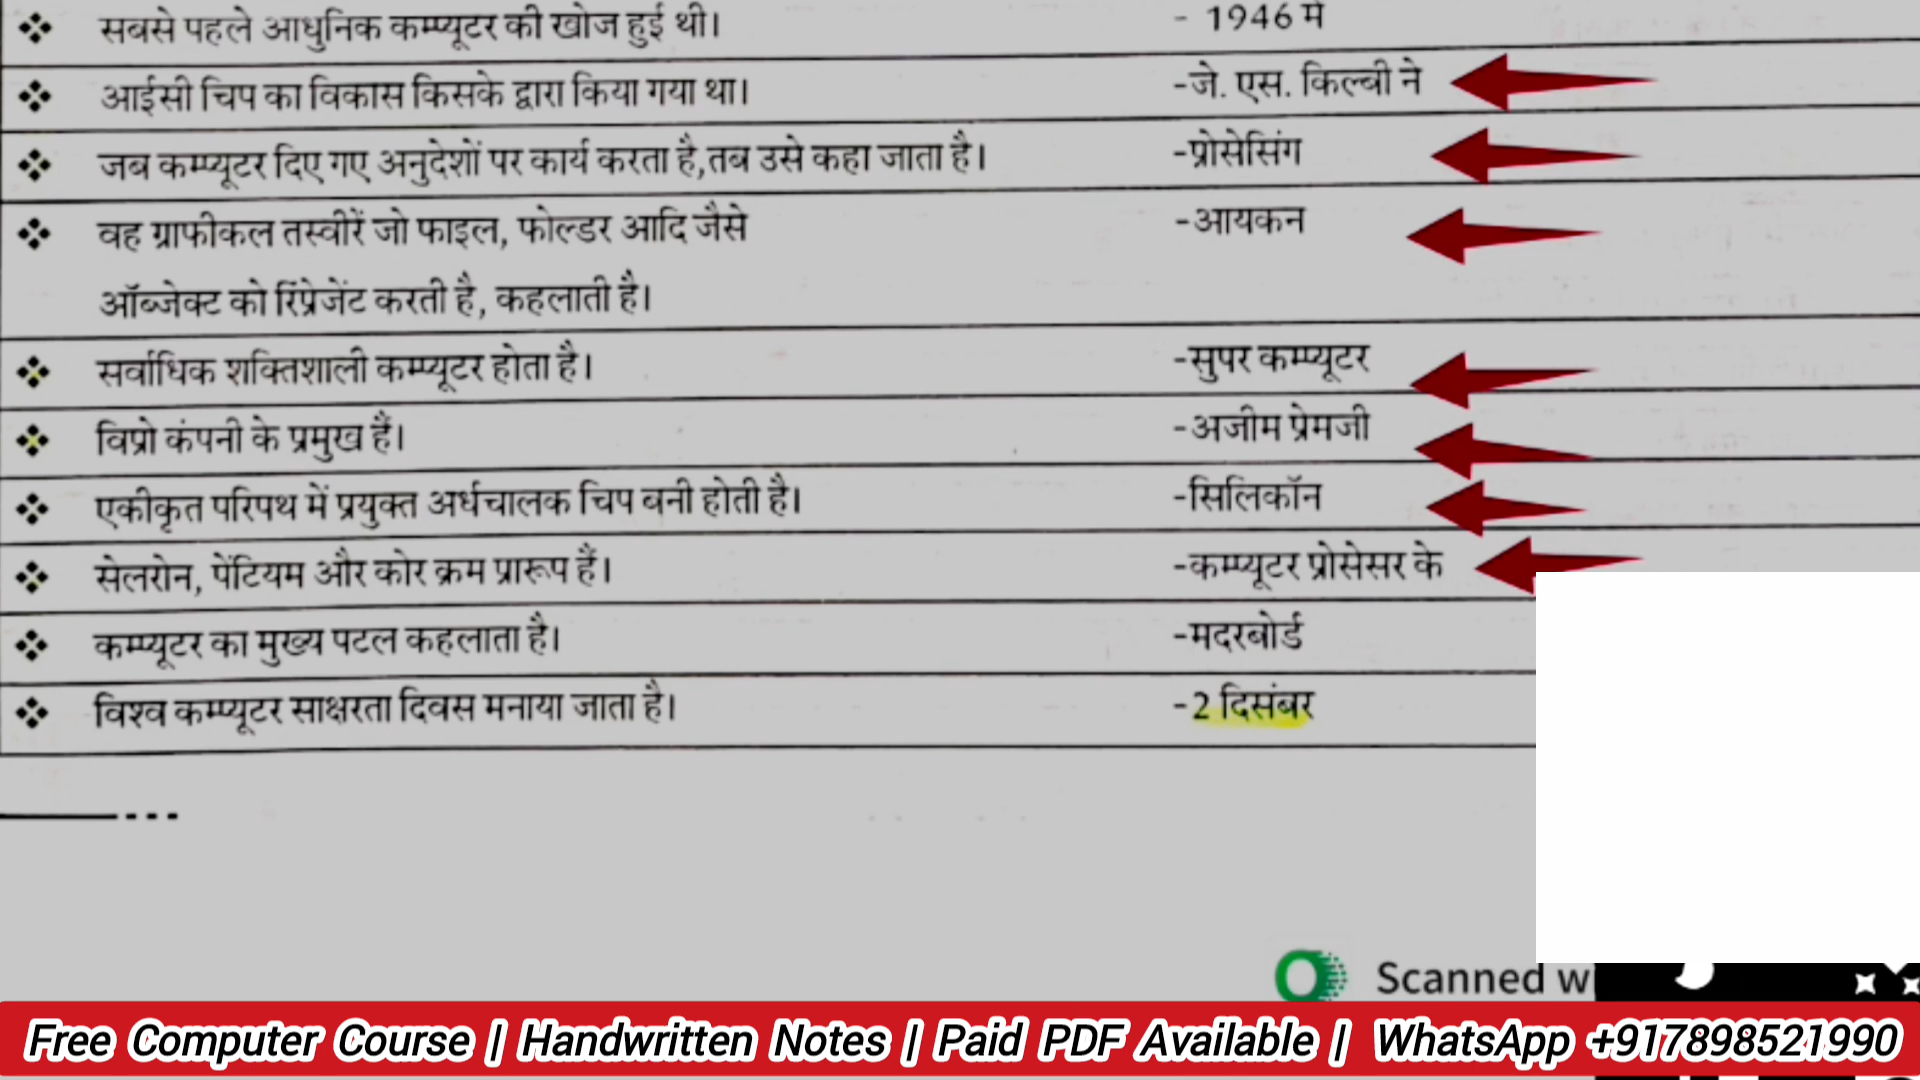 ❖ सबसे पहले आधुनिक कम्प्यूटर की खोज हुई थी। - 1946 में
❖ आईसी चिप का विकास किसके द्वारा किया गया था। -जे. एस. किल्बी ने
❖ जब कम्प्यूटर दिए गए अनुदेशों पर कार्य करता है,तब उसे कहा जाता है। -प्रोसेसिंग
❖ वह ग्राफीकल तस्वीरें जो फाइल, फोल्डर आदि जैसे -आयकन
ऑब्जेक्ट को रिंप्रेजेंट करती है, कहलाती है।
❖ सर्वाधिक शक्तिशाली कम्प्यूटर होता है। -सुपर कम्प्यूटर
❖ विप्रो कंपनी के प्रमुख हैं। -अजीम प्रेमजी
❖ एकीकृत परिपथ में प्रयुक्त अर्धचालक चिप बनी होती है। -सिलिकॉन
❖ सेलरोन, पेंटियम और कोर क्रम प्रारूप हैं। -कम्प्यूटर प्रोसेसर के
❖ कम्प्यूटर का मुख्य पटल कहलाता है। -मदरबोर्ड
❖ विश्व कम्प्यूटर साक्षरता दिवस मनाया जाता है। -2 दिसंबर
Scanned w
Free Computer Course | Handwritten Notes | Paid PDF Available | WhatsApp +917898521990